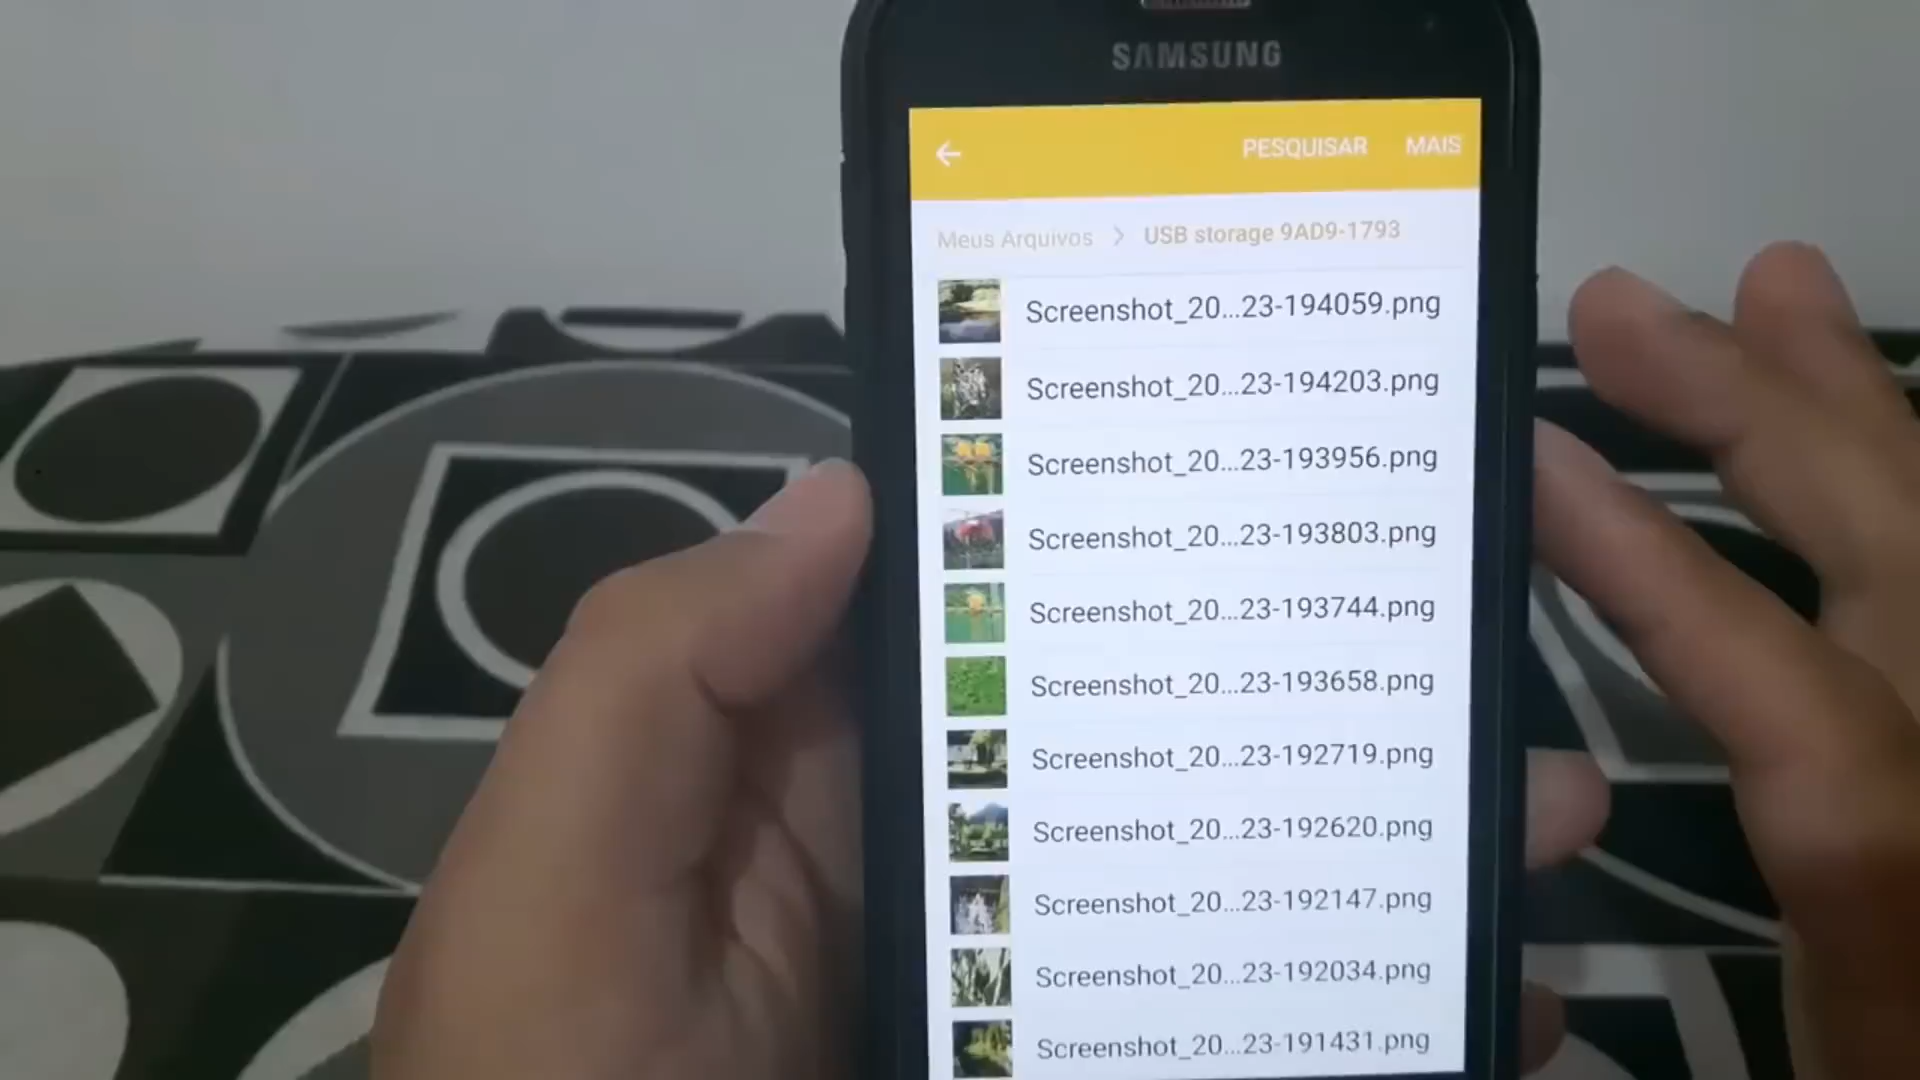 SAMSUNG
PESQUISAR MAIS
Meus Arquivos > USB storage 9AD9-1793
Screenshot_20...23-194059.png
Screenshot_20...23-194203.png
Screenshot_20...23-193956.png
Screenshot_20...23-193803.png
Screenshot_20...23-193744.png
Screenshot_20...23-193658.png
Screenshot_20...23-192719.png
Screenshot_20...23-192620.png
Screenshot_20...23-192147.png
Screenshot_20...23-192034.png
Screenshot_20...23-191431.png